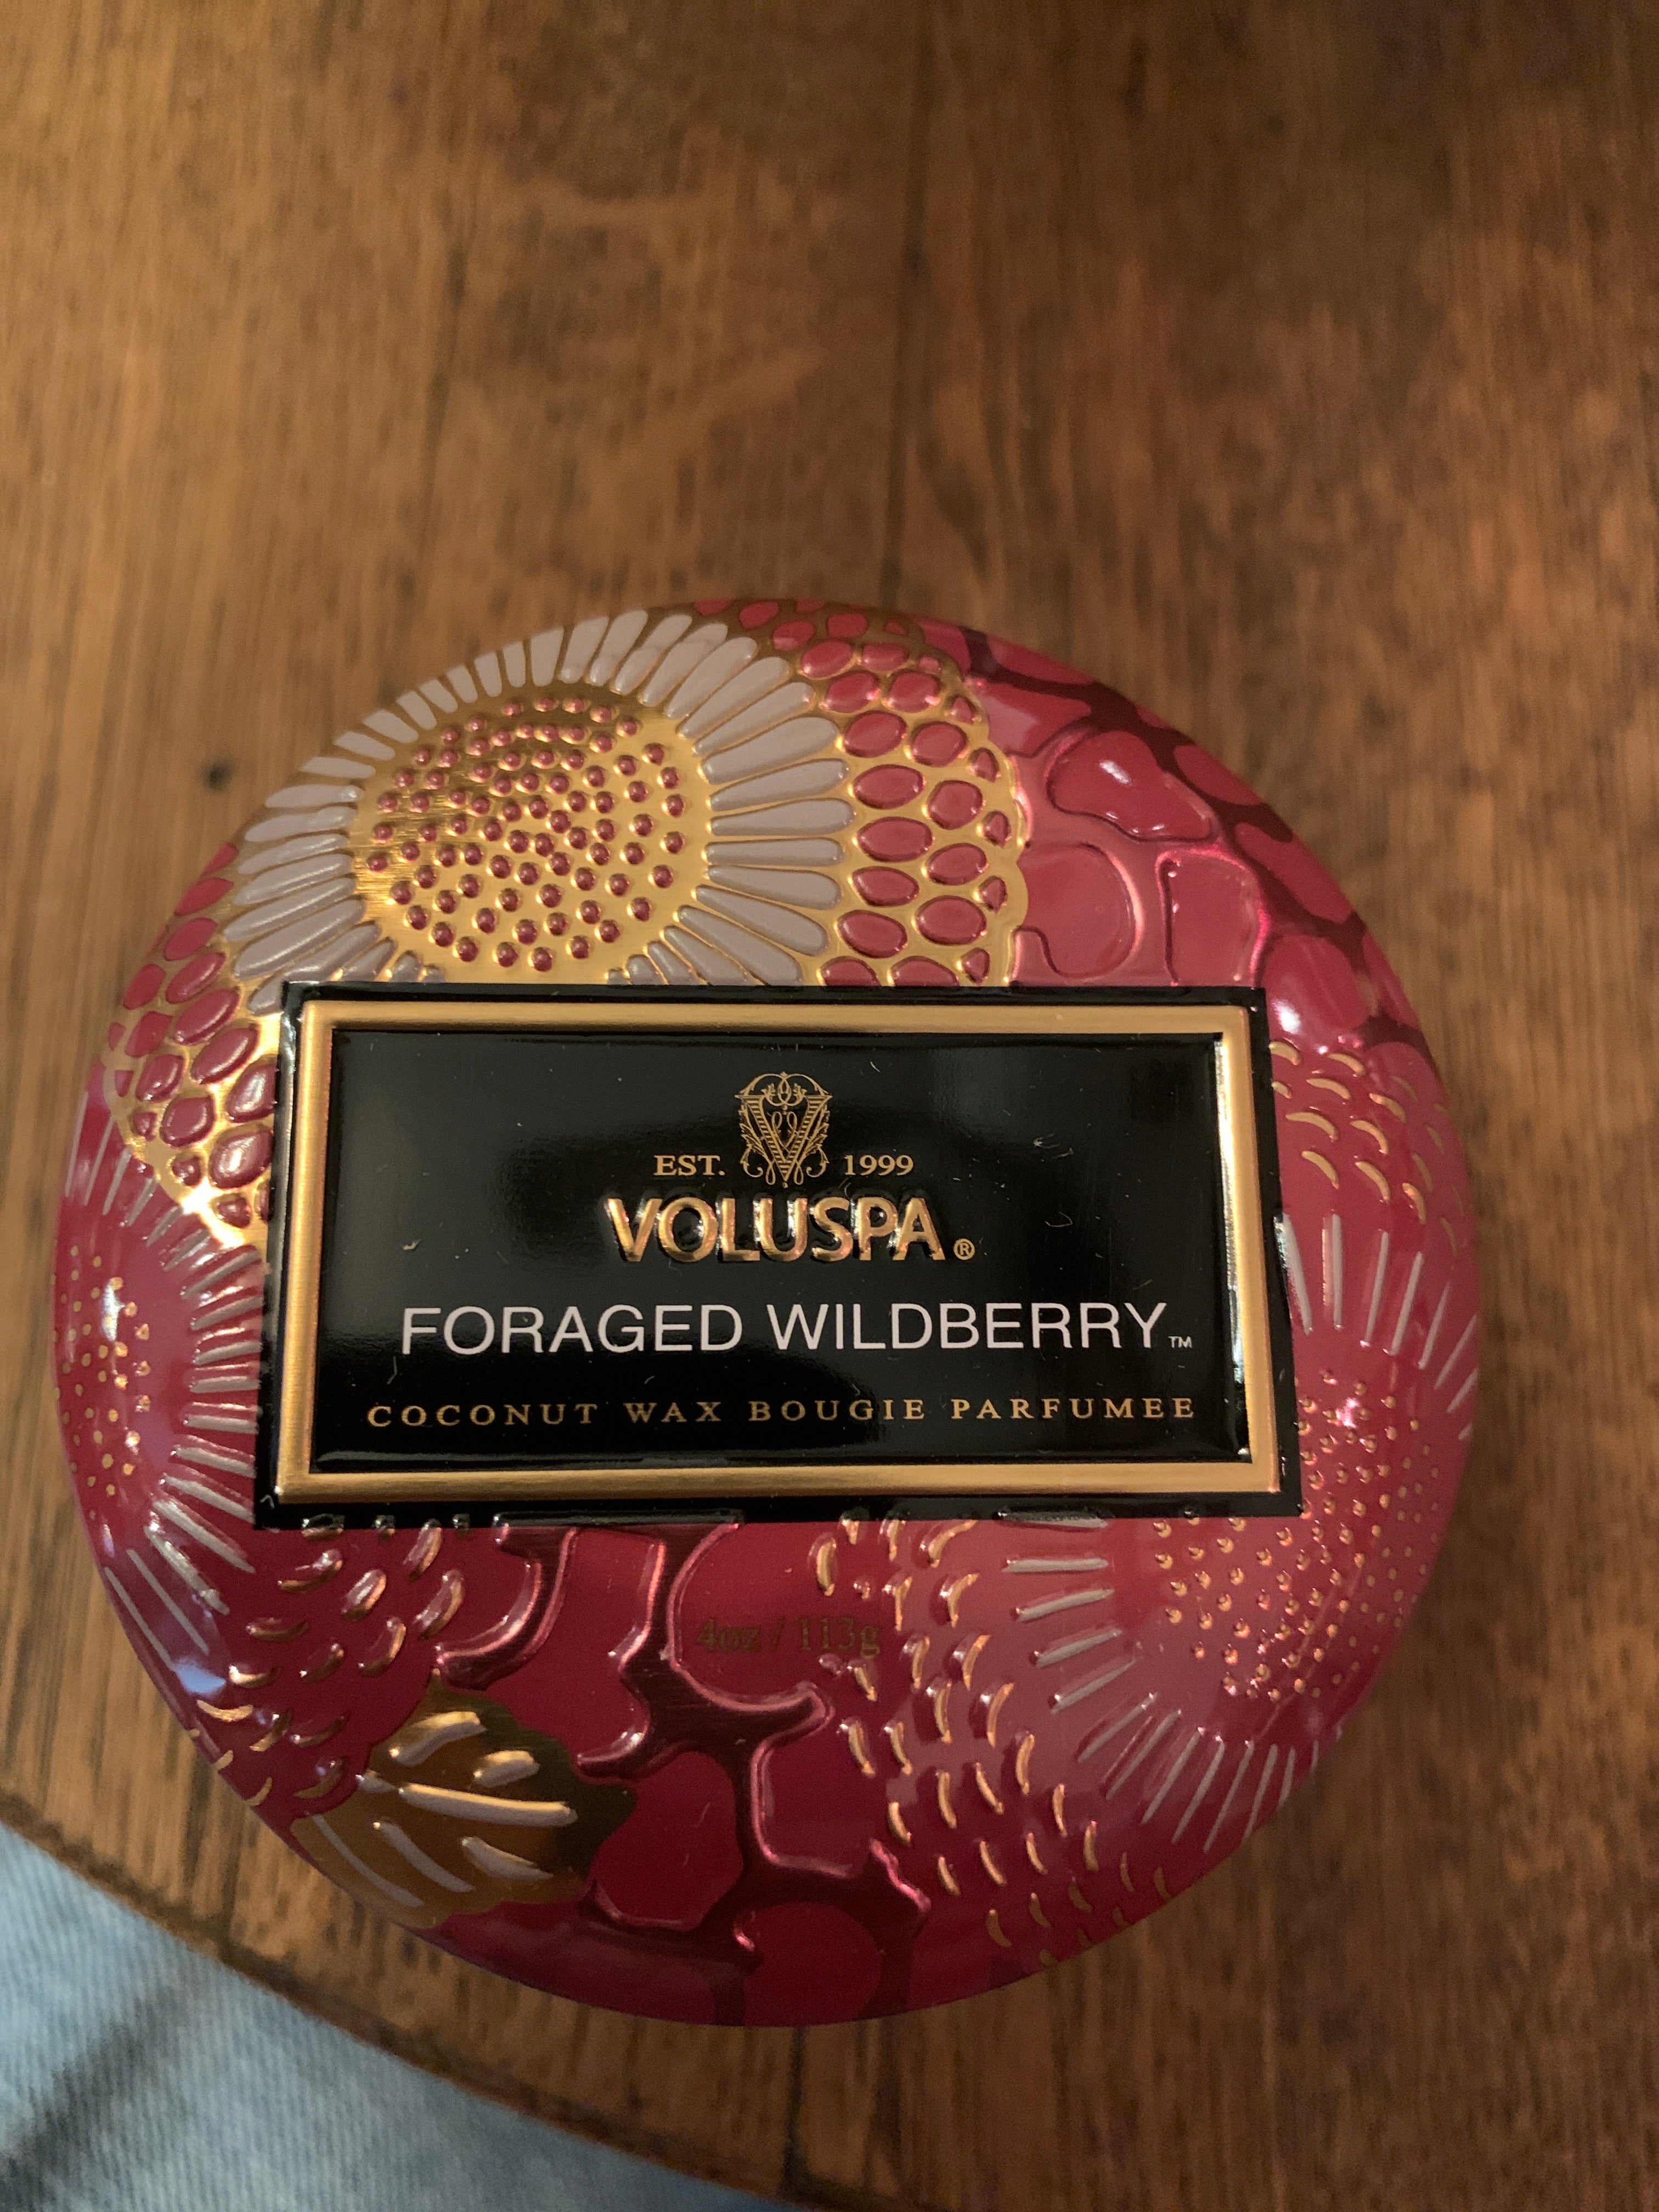 EST. 1999
VOLUSPA®
FORAGED WILDBERRY™
COCONUT WAX BOUGIE PARFUMEE
4oz / 113g